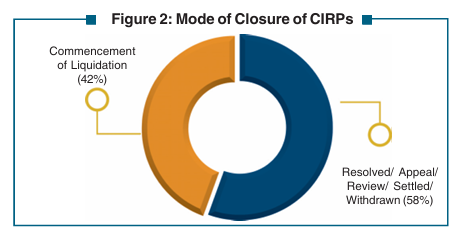 Figure 2: Mode of Closure of CIRPs
Commencement
of Liquidation
(42%)
Resolved/ Appeal/
Review/ Settled/
Withdrawn (58%)